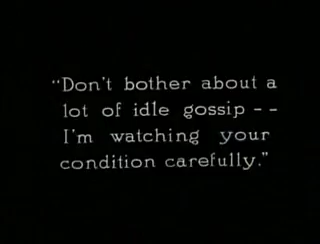 "Don't bother about a
lot of idle gossip --
I'm watching your
condition carefully."